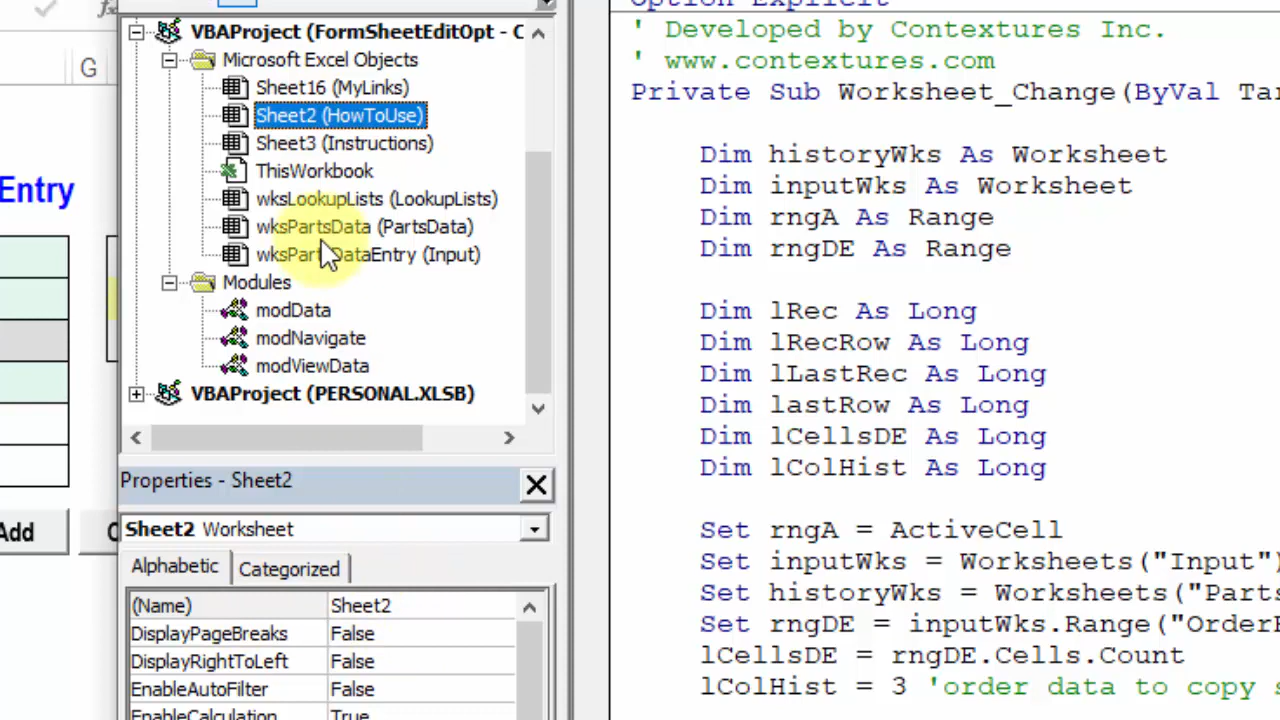 G
Entry
Add
VBAProject (FormSheetEditOpt - C
Microsoft Excel Objects
Sheet16 (MyLinks)
Sheet2 (HowToUse)
Sheet3 (Instructions)
ThisWorkbook
wksLookupLists (LookupLists)
wksPartsData (PartsData)
wksPartsDataEntry (Input)
Modules
modData
modNavigate
modViewData
VBAProject (PERSONAL.XLSB)
Properties - Sheet2
Sheet2 Worksheet
Alphabetic
Categorized
(Name) Sheet2
DisplayPageBreaks False
DisplayRightToLeft False
EnableAutoFilter False
EnableCalculation True
Option Explicit
' Developed by Contextures Inc.
' www.contextures.com
Private Sub Worksheet_Change(ByVal Tar
Dim historyWks As Worksheet
Dim inputWks As Worksheet
Dim rngA As Range
Dim rngDE As Range
Dim lRec As Long
Dim lRecRow As Long
Dim lLastRec As Long
Dim lastRow As Long
Dim lCellsDE As Long
Dim lColHist As Long
Set rngA = ActiveCell
Set inputWks = Worksheets("Input")
Set historyWks = Worksheets("Parts
Set rngDE = inputWks.Range("Order
lCellsDE = rngDE.Cells.Count
lColHist = 3 'order data to copy s